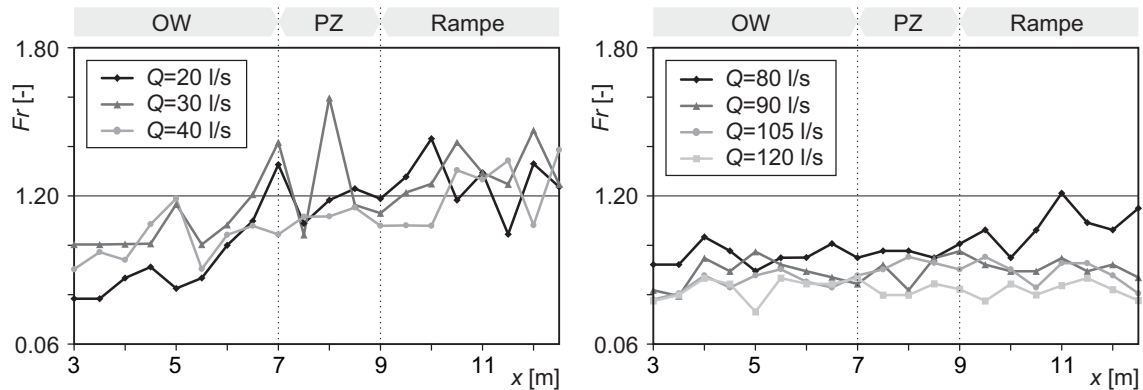 OW PZ Rampe
1.80
Fr [-]
Q=20 l/s
Q=30 l/s
Q=40 l/s
1.20
0.06
3 5 7 9 11 x [m]
OW PZ Rampe
1.80
Fr [-]
Q=80 l/s
Q=90 l/s
Q=105 l/s
Q=120 l/s
1.20
0.06
3 5 7 9 11 x [m]